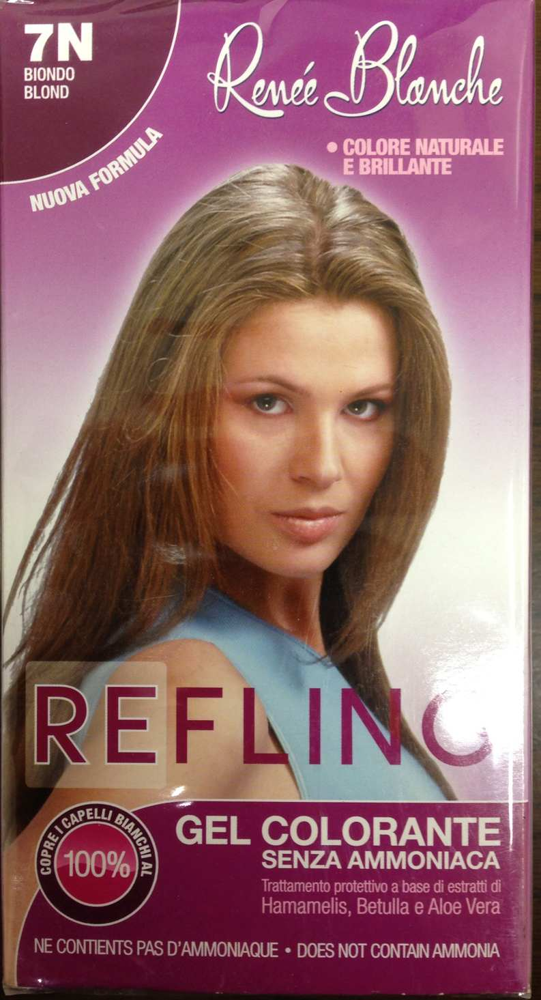 7N
BIONDO
BLOND
NUOVA FORMULA
Renée Blanche
• COLORE NATURALE
E BRILLANTE
REFLINO
GEL COLORANTE
SENZA AMMONIACA
Trattamento protettivo a base di estratti di
Hamamelis, Betulla e Aloe Vera
COPRE I CAPELLI BIANCHI AL
100%
NE CONTIENTS PAS D'AMMONIAQUE • DOES NOT CONTAIN AMMONIA